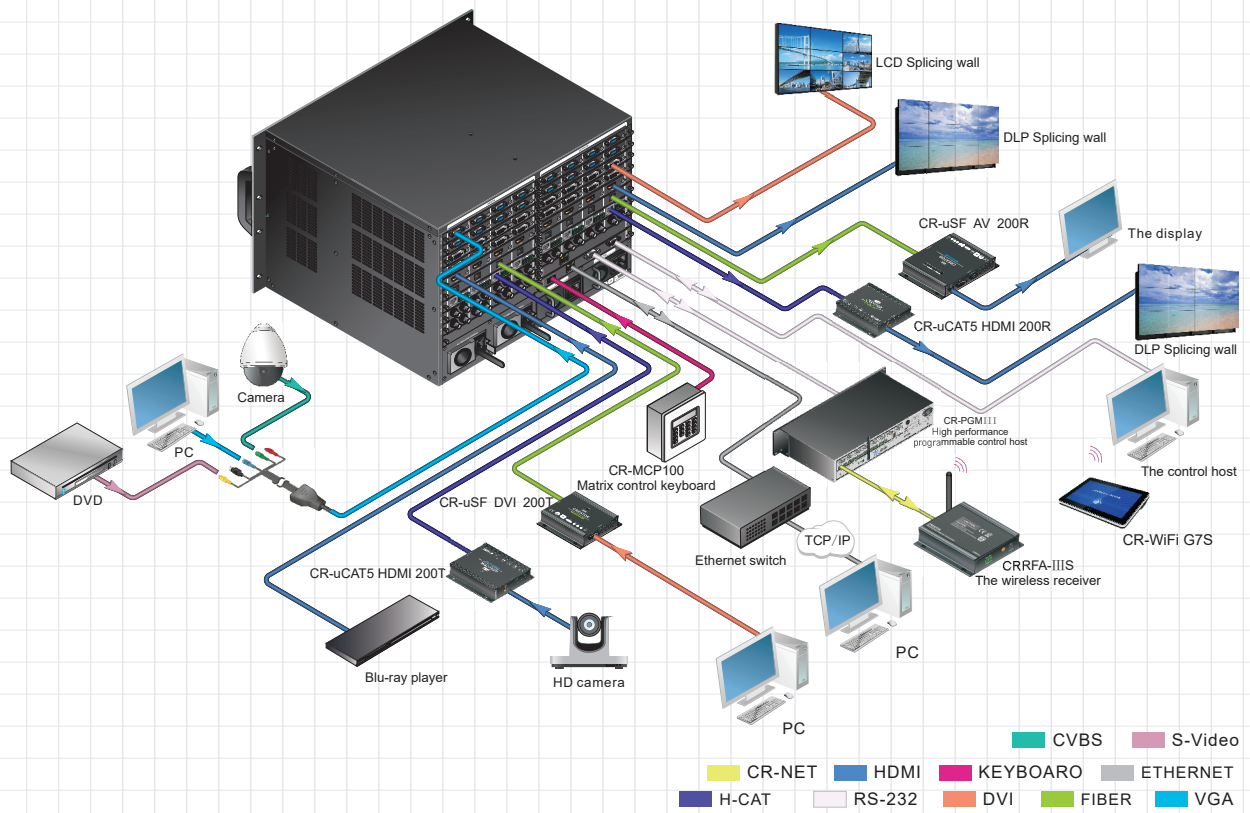 LCD Splicing wall
DLP Splicing wall
CR-uSF AV 200R
The display
CR-uCAT5 HDMI 200R
DLP Splicing wall
Camera
PC
DVD
CR-MCP100
Matrix control keyboard
CR-PGMIII
High performance
programmable control host
The control host
CR-uSF DVI 200T
Ethernet switch
TCP/IP
CR-WiFi G7S
CRRFA-IIIS
The wireless receiver
CR-uCAT5 HDMI 200T
Blu-ray player
HD camera
PC
PC
CVBS
S-Video
CR-NET
HDMI
KEYBOARO
ETHERNET
H-CAT
RS-232
DVI
FIBER
VGA